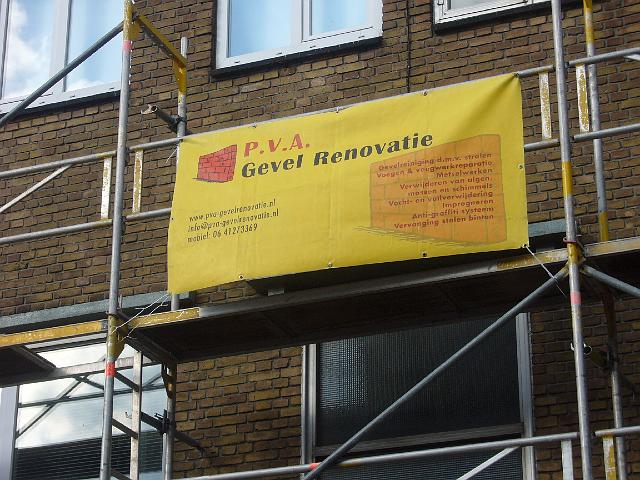 P.V.A.
Gevel Renovatie
www.pva-gevelrenovatie.nl
info@pva-gevelrenovatie.nl
mobiel: 06 41273369
Gevelreiniging d.m.v. stralen
Voegen & voegwerkreparatie
Metselwerken
Verwijderen van algen,
mossen en schimmels
Vocht- en vuilverwijdering
Impregneren
Anti-graffiti systems
Vervanging stalen binten